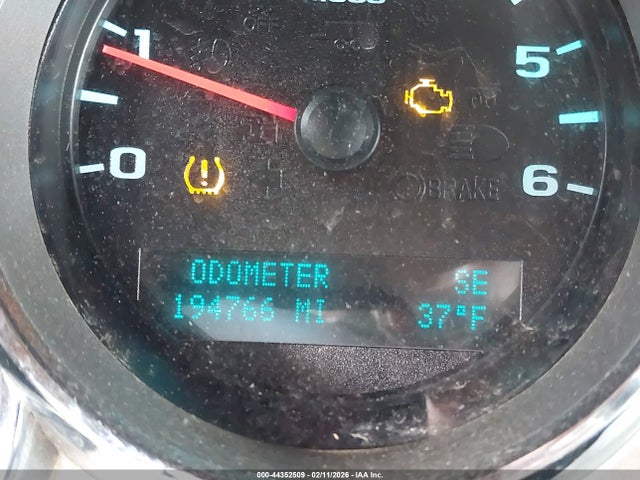 1 5
0 6
BRAKE
ODOMETER SE
194766 MI 37°F
000-44352509 - 02/11/2026 - IAA Inc.